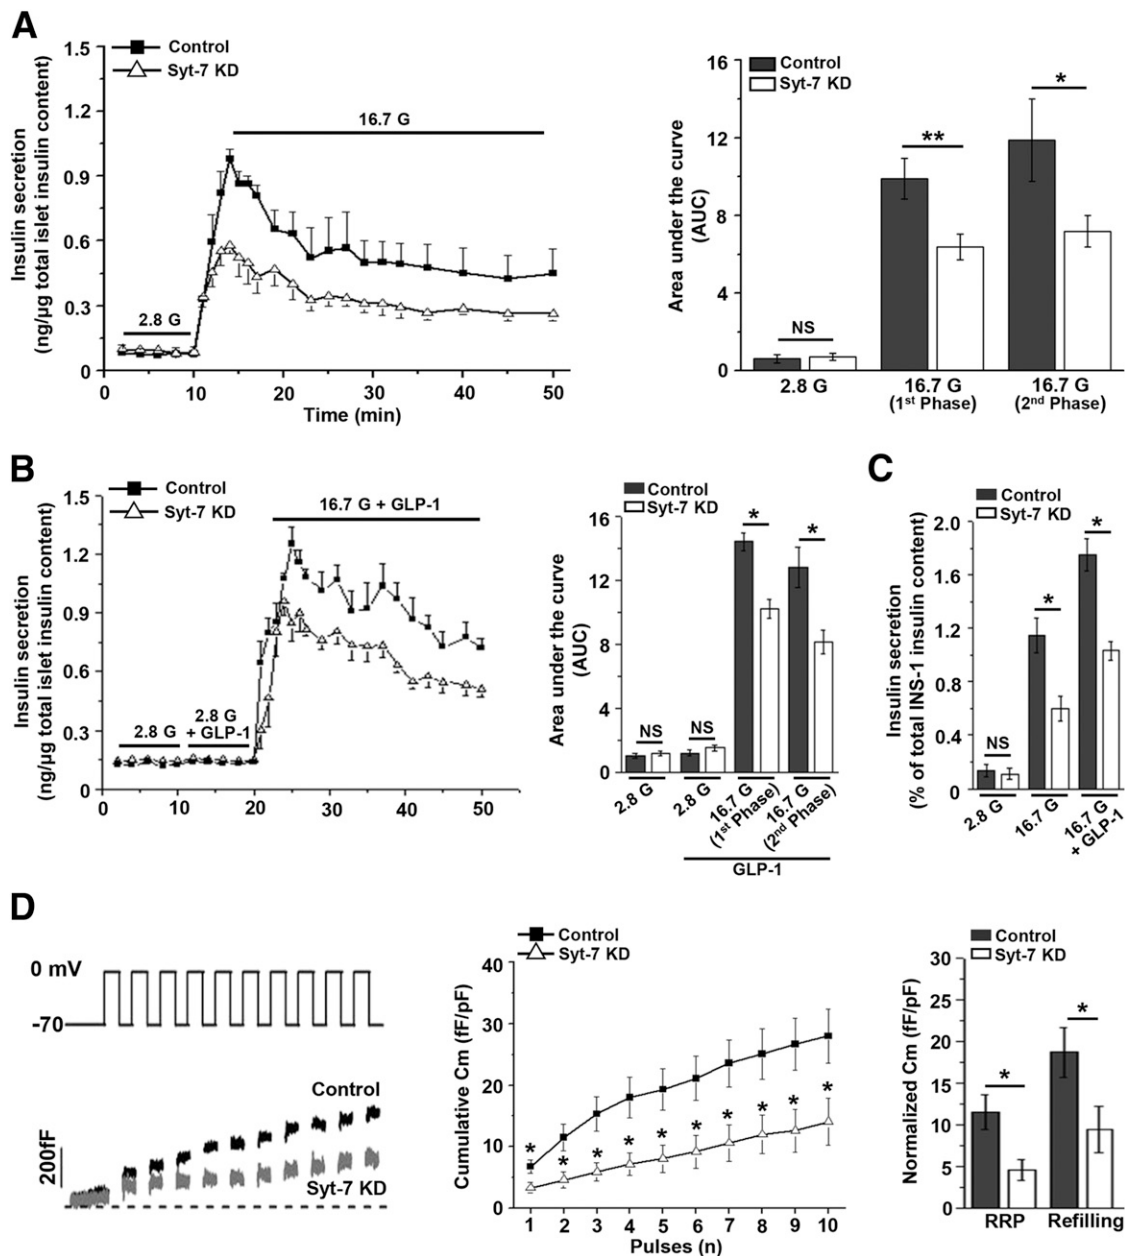 A
Control
Syt-7 KD
Insulin secretion
(ng/µg total islet insulin content)
1.5
1.2
0.9
0.6
0.3
0
2.8 G
16.7 G
0 10 20 30 40 50
Time (min)
Control
Syt-7 KD
Area under the curve
(AUC)
16
12
8
4
0
NS
**
*
2.8 G
16.7 G
(1st Phase)
16.7 G
(2nd Phase)
B
Control
Syt-7 KD
Insulin secretion
(ng/µg total islet insulin content)
1.5
1.2
0.9
0.6
0.3
0
2.8 G
2.8 G
+ GLP-1
16.7 G + GLP-1
0 10 20 30 40 50
Control
Syt-7 KD
Area under the curve
(AUC)
16
12
8
4
0
NS
NS
*
*
2.8 G
2.8 G
16.7 G
(1st Phase)
16.7 G
(2nd Phase)
GLP-1
C
Control
Syt-7 KD
Insulin secretion
(% of total INS-1 insulin content)
2.0
1.6
1.2
0.8
0.4
0
NS
*
*
2.8 G
16.7 G
16.7 G
+ GLP-1
D
0 mV
-70
Control
200fF
Syt-7 KD
Control
Syt-7 KD
Cumulative Cm (fF/pF)
40
30
20
10
0
* * * * * * * * * *
1 2 3 4 5 6 7 8 9 10
Pulses (n)
Control
Syt-7 KD
Normalized Cm (fF/pF)
30
25
20
15
10
5
0
*
*
RRP Refilling